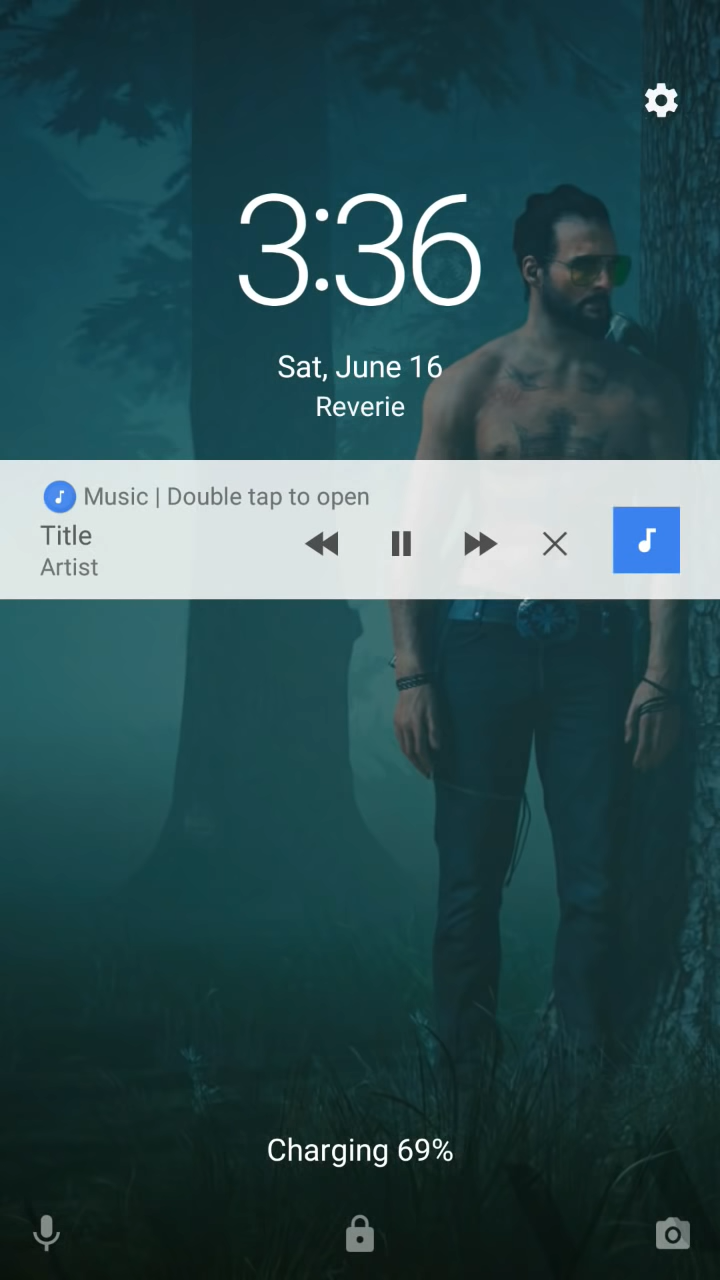 3:36
Sat, June 16
Reverie
Music | Double tap to open
Title
Artist
Charging 69%